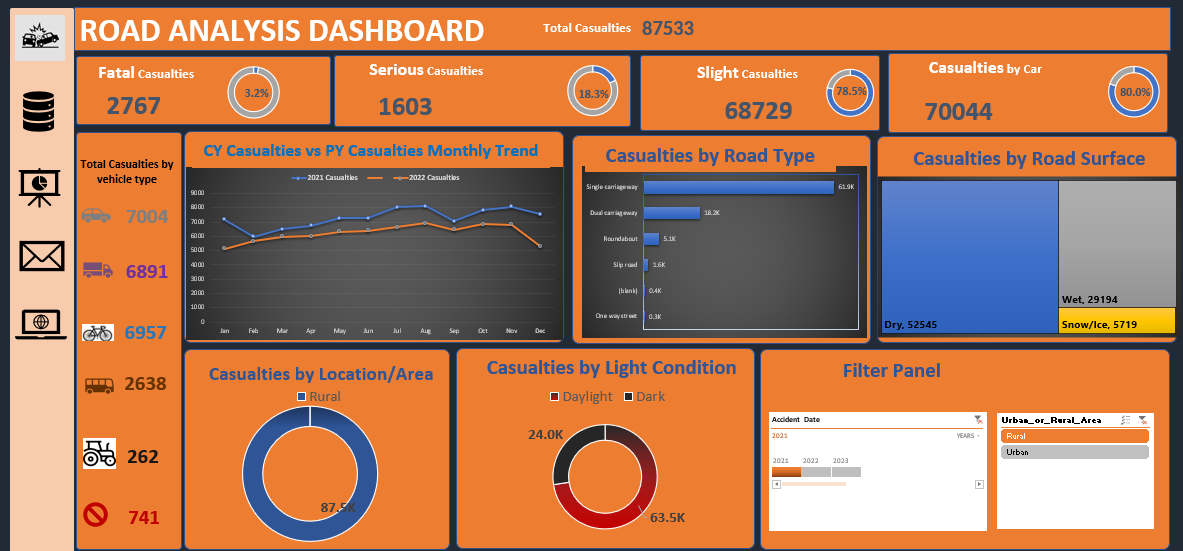 ROAD ANALYSIS DASHBOARD
Total Casualties 87533
Fatal Casualties
2767
3.2%
Serious Casualties
1603
18.3%
Slight Casualties
68729
78.5%
Casualties by Car
70044
80.0%
Total Casualties by
vehicle type
7004
6891
6957
2638
262
741
CY Casualties vs PY Casualties Monthly Trend
2021 Casualties 2022 Casualties
9000
8000
7000
6000
5000
4000
3000
2000
1000
0
Jan Feb Mar Apr May Jun Jul Aug Sep Oct Nov Dec
Casualties by Road Type
Single carriageway 61.9K
Dual carriageway 18.2K
Roundabout 5.1K
Slip road 1.6K
(blank) 0.4K
One way street 0.3K
Casualties by Road Surface
Dry, 52545
Wet, 29194
Snow/Ice, 5719
Casualties by Location/Area
Rural
87.5K
Casualties by Light Condition
Daylight Dark
24.0K
63.5K
Filter Panel
Accident Date
2021 YEARS
2021 2022 2023
Urban_or_Rural_Area
Rural
Urban